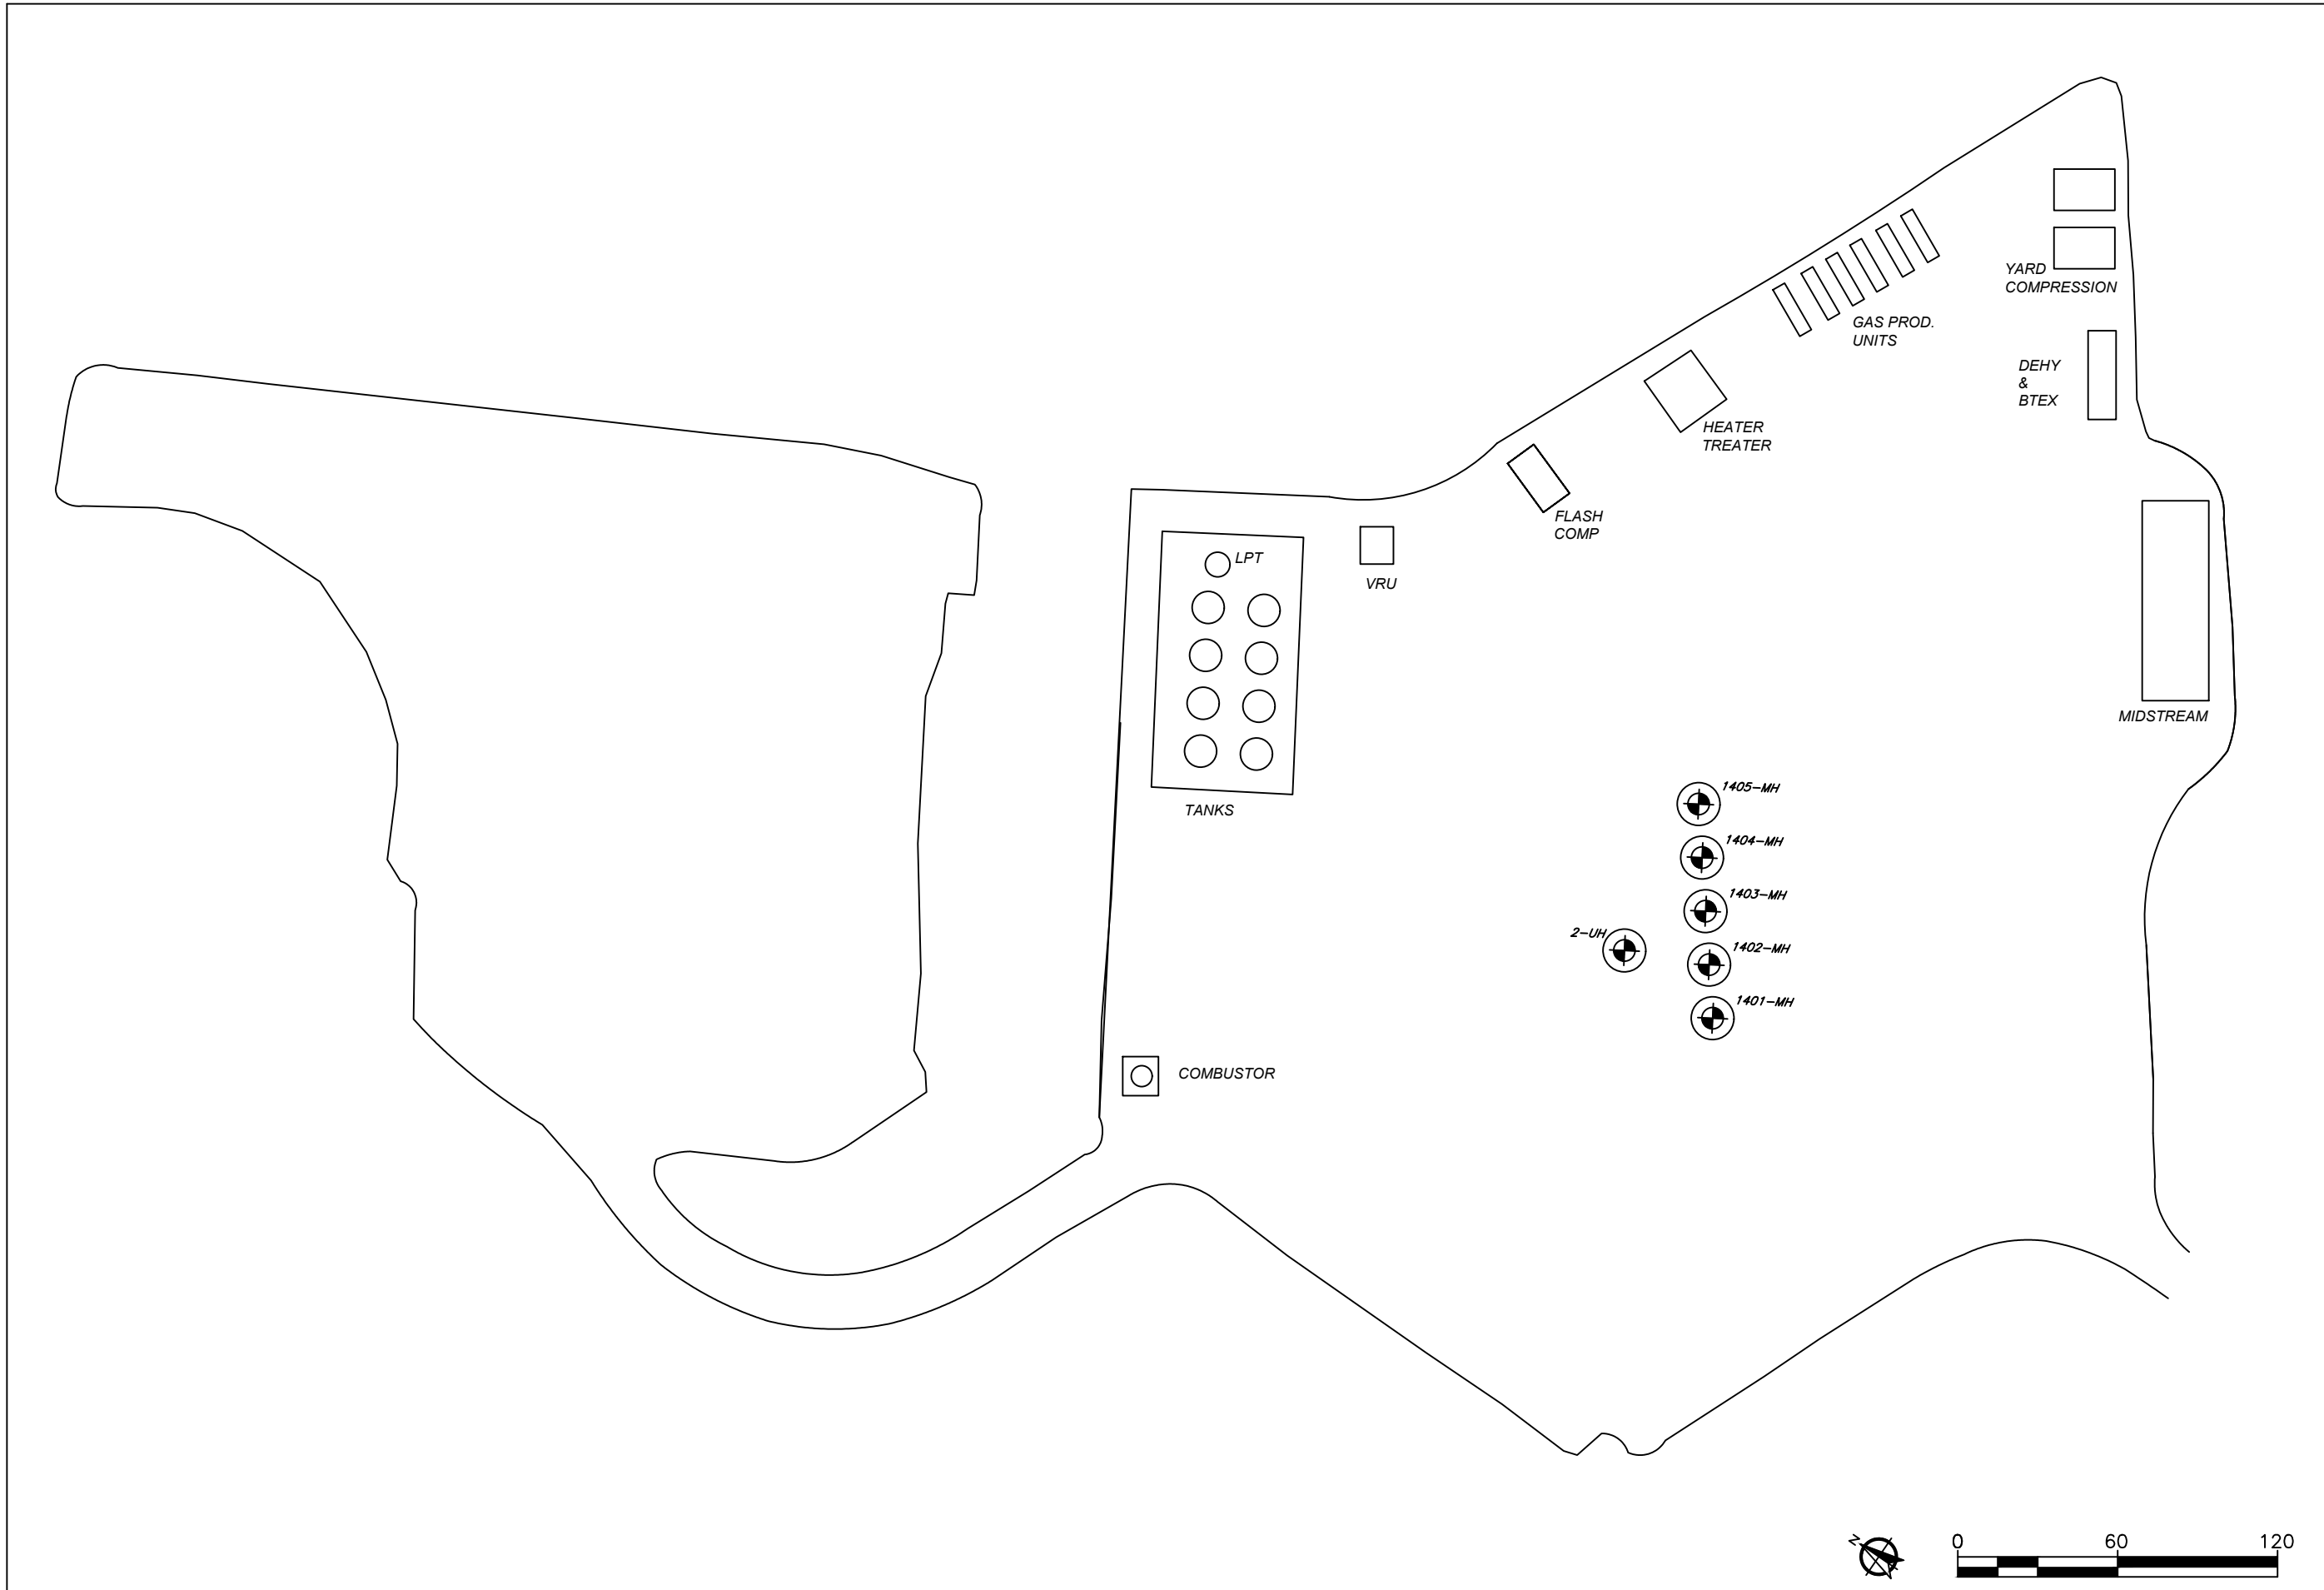 YARD
COMPRESSION
GAS PROD.
UNITS
DEHY
&
BTEX
HEATER
TREATER
FLASH
COMP
LPT
VRU
MIDSTREAM
TANKS
1405-MH
1404-MH
1403-MH
2-UH
1402-MH
1401-MH
COMBUSTOR
N
0 60 120